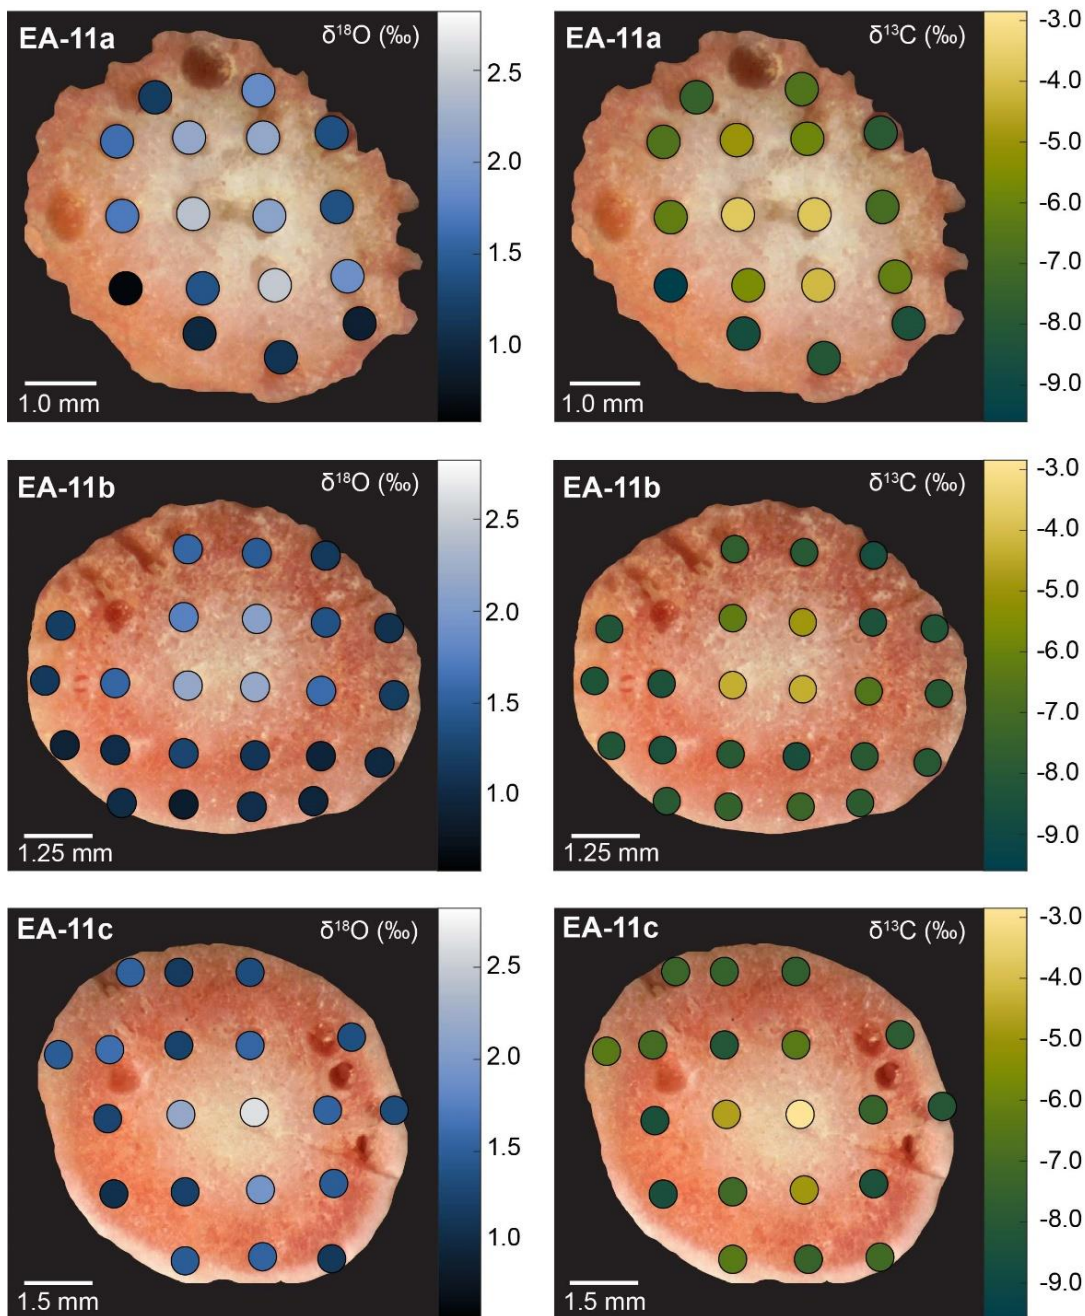 EA-11a δ¹⁸O (‰)
2.5
2.0
1.5
1.0
1.0 mm
EA-11a δ¹³C (‰)
-3.0
-4.0
-5.0
-6.0
-7.0
-8.0
-9.0
1.0 mm
EA-11b δ¹⁸O (‰)
2.5
2.0
1.5
1.0
1.25 mm
EA-11b δ¹³C (‰)
-3.0
-4.0
-5.0
-6.0
-7.0
-8.0
-9.0
1.25 mm
EA-11c δ¹⁸O (‰)
2.5
2.0
1.5
1.0
1.5 mm
EA-11c δ¹³C (‰)
-3.0
-4.0
-5.0
-6.0
-7.0
-8.0
-9.0
1.5 mm